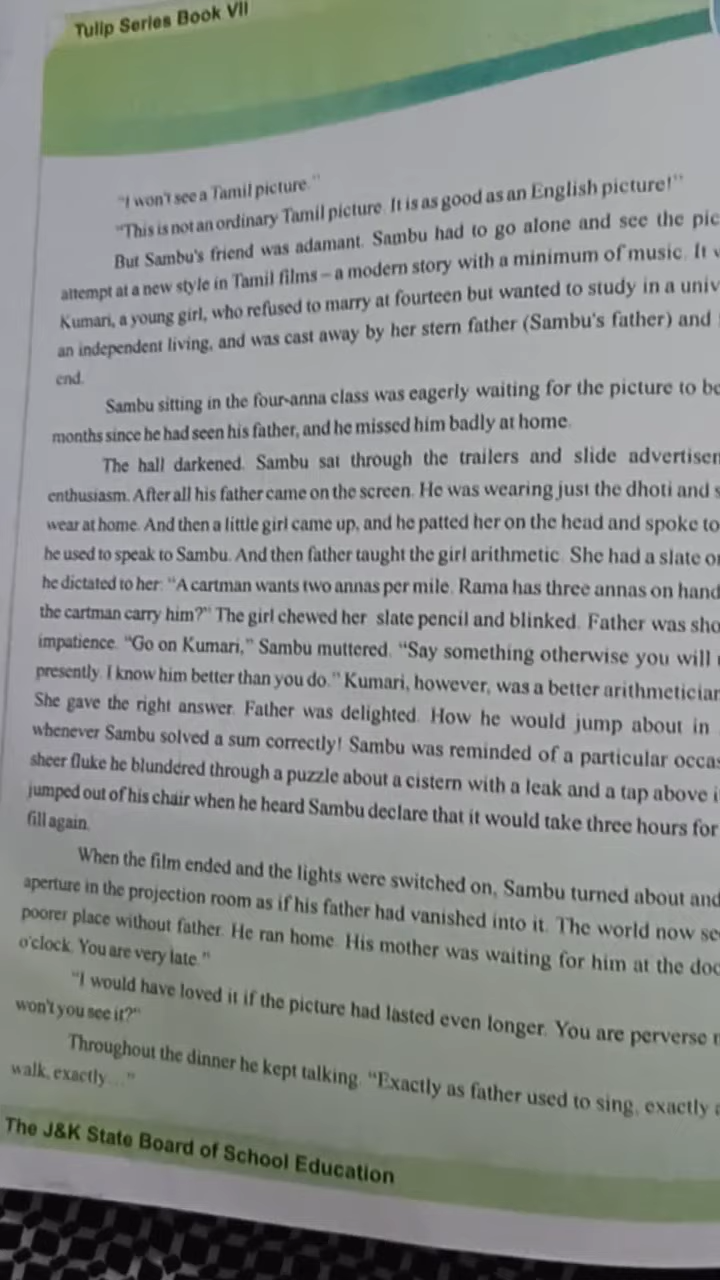 Tulip Series Book VII
"I won't see a Tamil picture."
"This is not an ordinary Tamil picture. It is as good as an English picture!"
But Sambu's friend was adamant. Sambu had to go alone and see the pic
attempt at a new style in Tamil films – a modern story with a minimum of music. It
Kumari, a young girl, who refused to marry at fourteen but wanted to study in a univ
an independent living, and was cast away by her stern father (Sambu's father) and
end.
Sambu sitting in the four-anna class was eagerly waiting for the picture to be
months since he had seen his father, and he missed him badly at home.
The hall darkened. Sambu sat through the trailers and slide advertisem
enthusiasm. After all his father came on the screen. He was wearing just the dhoti and s
wear at home. And then a little girl came up, and he patted her on the head and spoke to
he used to speak to Sambu. And then father taught the girl arithmetic. She had a slate on
he dictated to her: "A cartman wants two annas per mile. Rama has three annas on hand
the cartman carry him?" The girl chewed her slate pencil and blinked. Father was sho
impatience. "Go on Kumari," Sambu muttered. "Say something otherwise you will
presently. I know him better than you do." Kumari, however, was a better arithmetician
She gave the right answer. Father was delighted. How he would jump about in
whenever Sambu solved a sum correctly! Sambu was reminded of a particular occas
sheer fluke he blundered through a puzzle about a cistern with a leak and a tap above i
jumped out of his chair when he heard Sambu declare that it would take three hours for
fill again.
When the film ended and the lights were switched on, Sambu turned about and
aperture in the projection room as if his father had vanished into it. The world now se
poorer place without father. He ran home. His mother was waiting for him at the doo
o'clock. You are very late."
"I would have loved it if the picture had lasted even longer. You are perverse
won't you see it?"
Throughout the dinner he kept talking. "Exactly as father used to sing, exactly a
walk, exactly..."
The J&K State Board of School Education